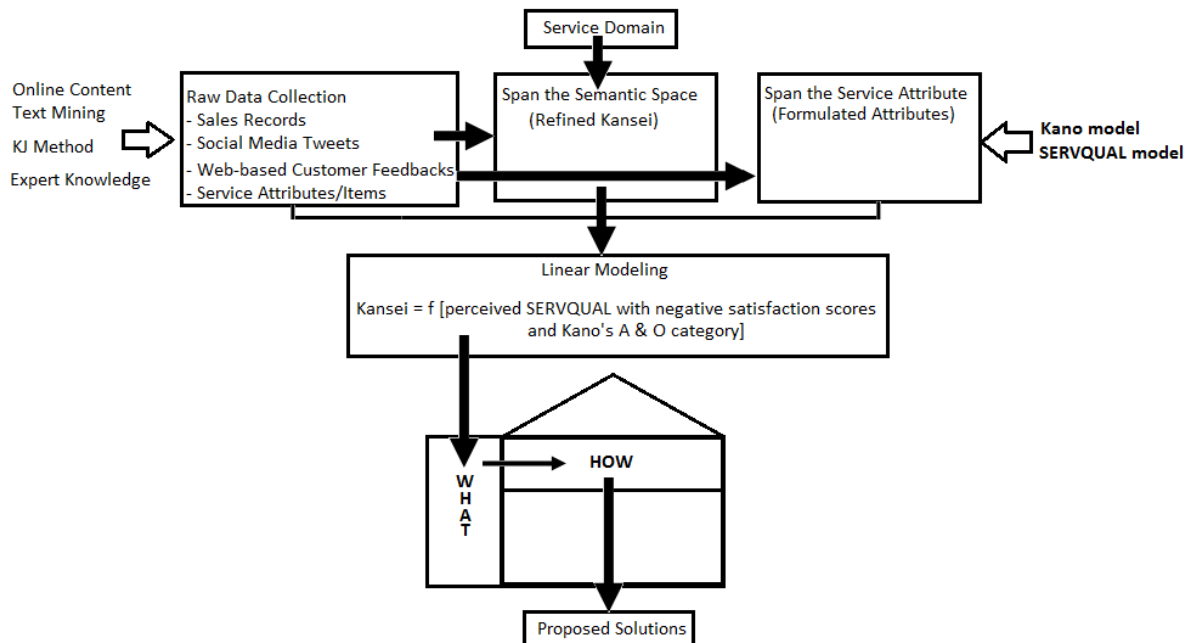 Service Domain
Online Content
Text Mining
KJ Method
Expert Knowledge
Raw Data Collection
- Sales Records
- Social Media Tweets
- Web-based Customer Feedbacks
- Service Attributes/Items
Span the Semantic Space
(Refined Kansei)
Span the Service Attribute
(Formulated Attributes)
Kano model
SERVQUAL model
Linear Modeling
Kansei = f [perceived SERVQUAL with negative satisfaction scores
and Kano's A & O category]
W
H
A
T
HOW
Proposed Solutions